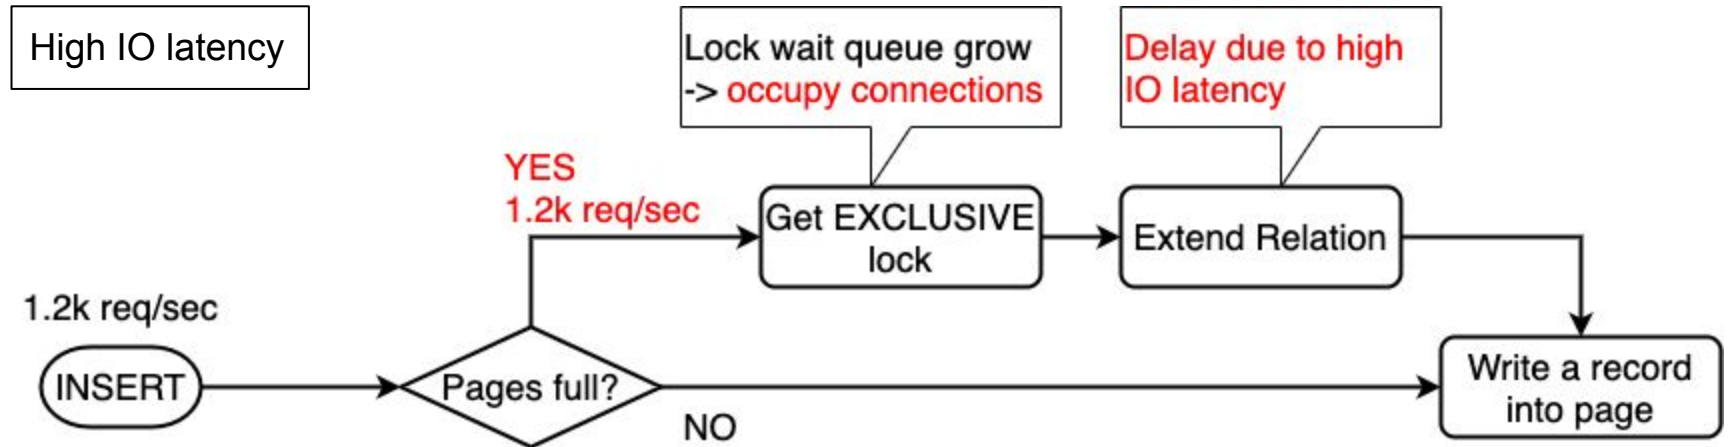 High IO latency
Lock wait queue grow
-> occupy connections
Delay due to high
IO latency
YES
1.2k req/sec
Get EXCLUSIVE
lock
Extend Relation
1.2k req/sec
INSERT
Pages full?
NO
Write a record
into page